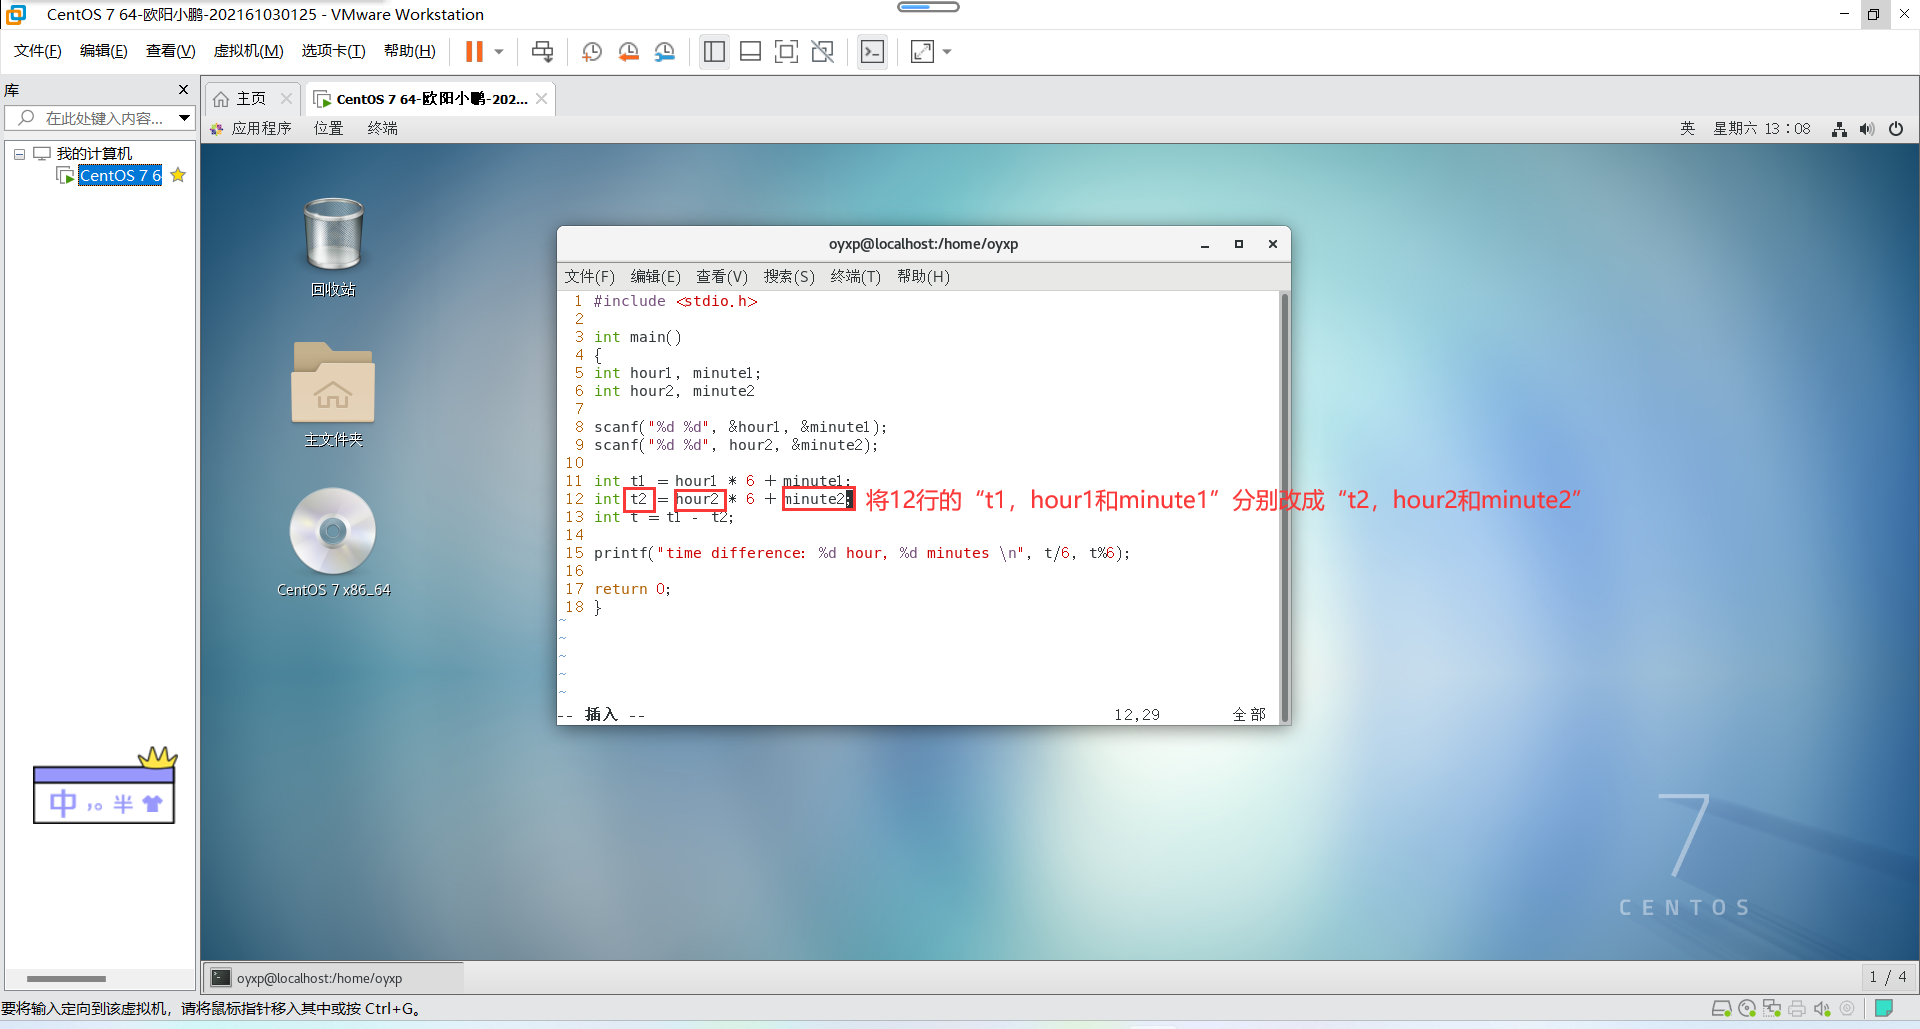 CentOS 7 64-欧阳小鹏-202161030125 - VMware Workstation
文件(F) 编辑(E) 查看(V) 虚拟机(M) 选项卡(T) 帮助(H)
库
在此处键入内容...
我的计算机
CentOS 7 6
主页
CentOS 7 64-欧阳小鹏-202...
应用程序 位置 终端
英 星期六 13：08
回收站
主文件夹
CentOS 7 x86_64
oyxp@localhost:/home/oyxp
文件(F) 编辑(E) 查看(V) 搜索(S) 终端(T) 帮助(H)
1 #include <stdio.h>
2
3 int main()
4 {
5 int hour1, minute1;
6 int hour2, minute2
7
8 scanf("%d %d", &hour1, &minute1);
9 scanf("%d %d", hour2, &minute2);
10
11 int t1 = hour1 * 6 + minute1;
12 int t2 = hour2 * 6 + minute2;
将12行的“t1，hour1和minute1”分别改成“t2，hour2和minute2”
13 int t = t1 - t2;
14
15 printf("time difference: %d hour, %d minutes \n", t/6, t%6);
16
17 return 0;
18 }
~
~
~
~
~
-- 插入 --
12,29
全部
中 ，。半
7
CENTOS
oyxp@localhost:/home/oyxp
1 / 4
要将输入定向到该虚拟机，请将鼠标指针移入其中或按 Ctrl+G。